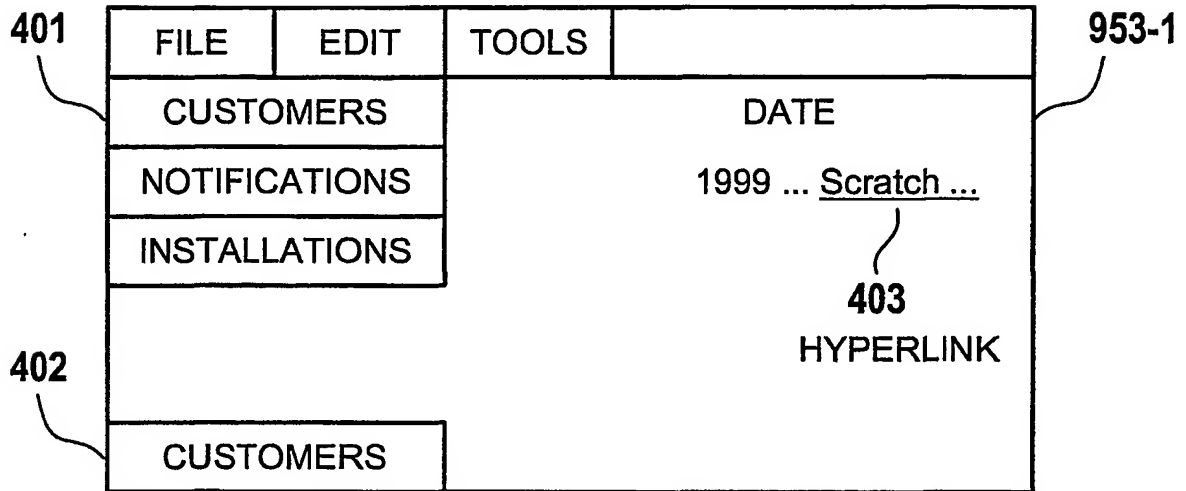 401 FILE EDIT TOOLS 953-1
CUSTOMERS DATE
NOTIFICATIONS 1999 ... Scratch ...
INSTALLATIONS
403
HYPERLINK
402
CUSTOMERS